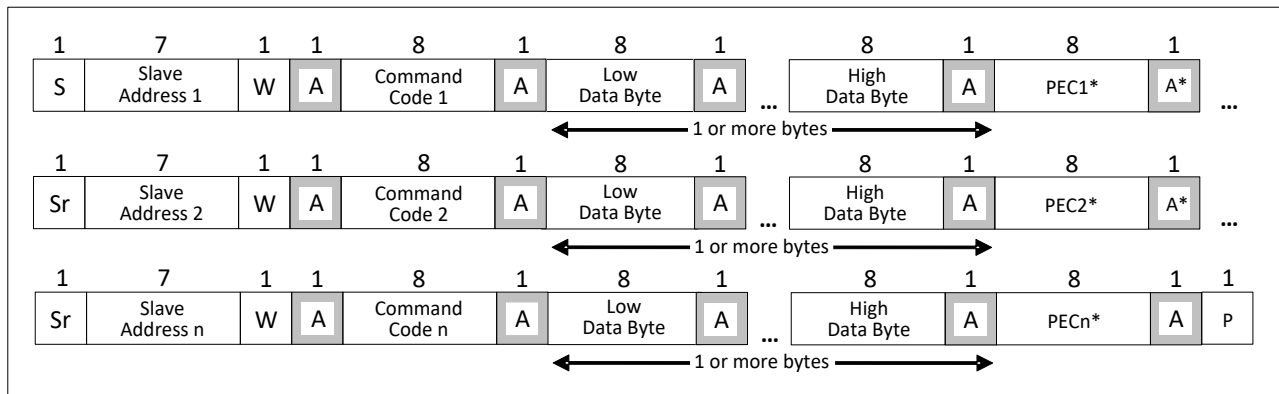 1 7 1 1 8 1 8 1 8 1 8 1
S Slave Address 1 W A Command Code 1 A Low Data Byte A ... High Data Byte A PEC1* A* ...
1 or more bytes
1 7 1 1 8 1 8 1 8 1 8 1
Sr Slave Address 2 W A Command Code 2 A Low Data Byte A ... High Data Byte A PEC2* A* ...
1 or more bytes
1 7 1 1 8 1 8 1 8 1 8 1 1
Sr Slave Address n W A Command Code n A Low Data Byte A ... High Data Byte A PECn* A P
1 or more bytes